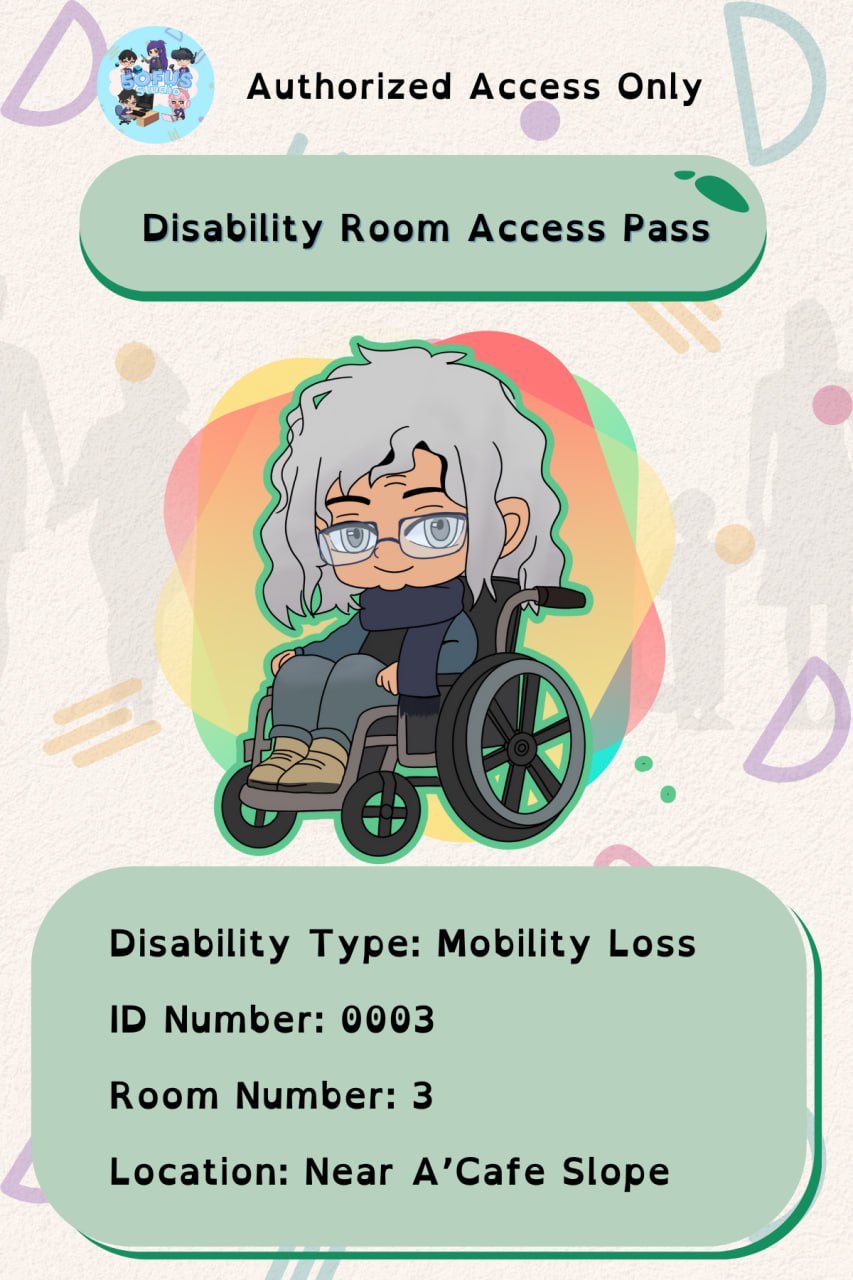 5OFUS
Studio
Authorized Access Only
Disability Room Access Pass
Disability Type: Mobility Loss
ID Number: 0003
Room Number: 3
Location: Near A’Cafe Slope